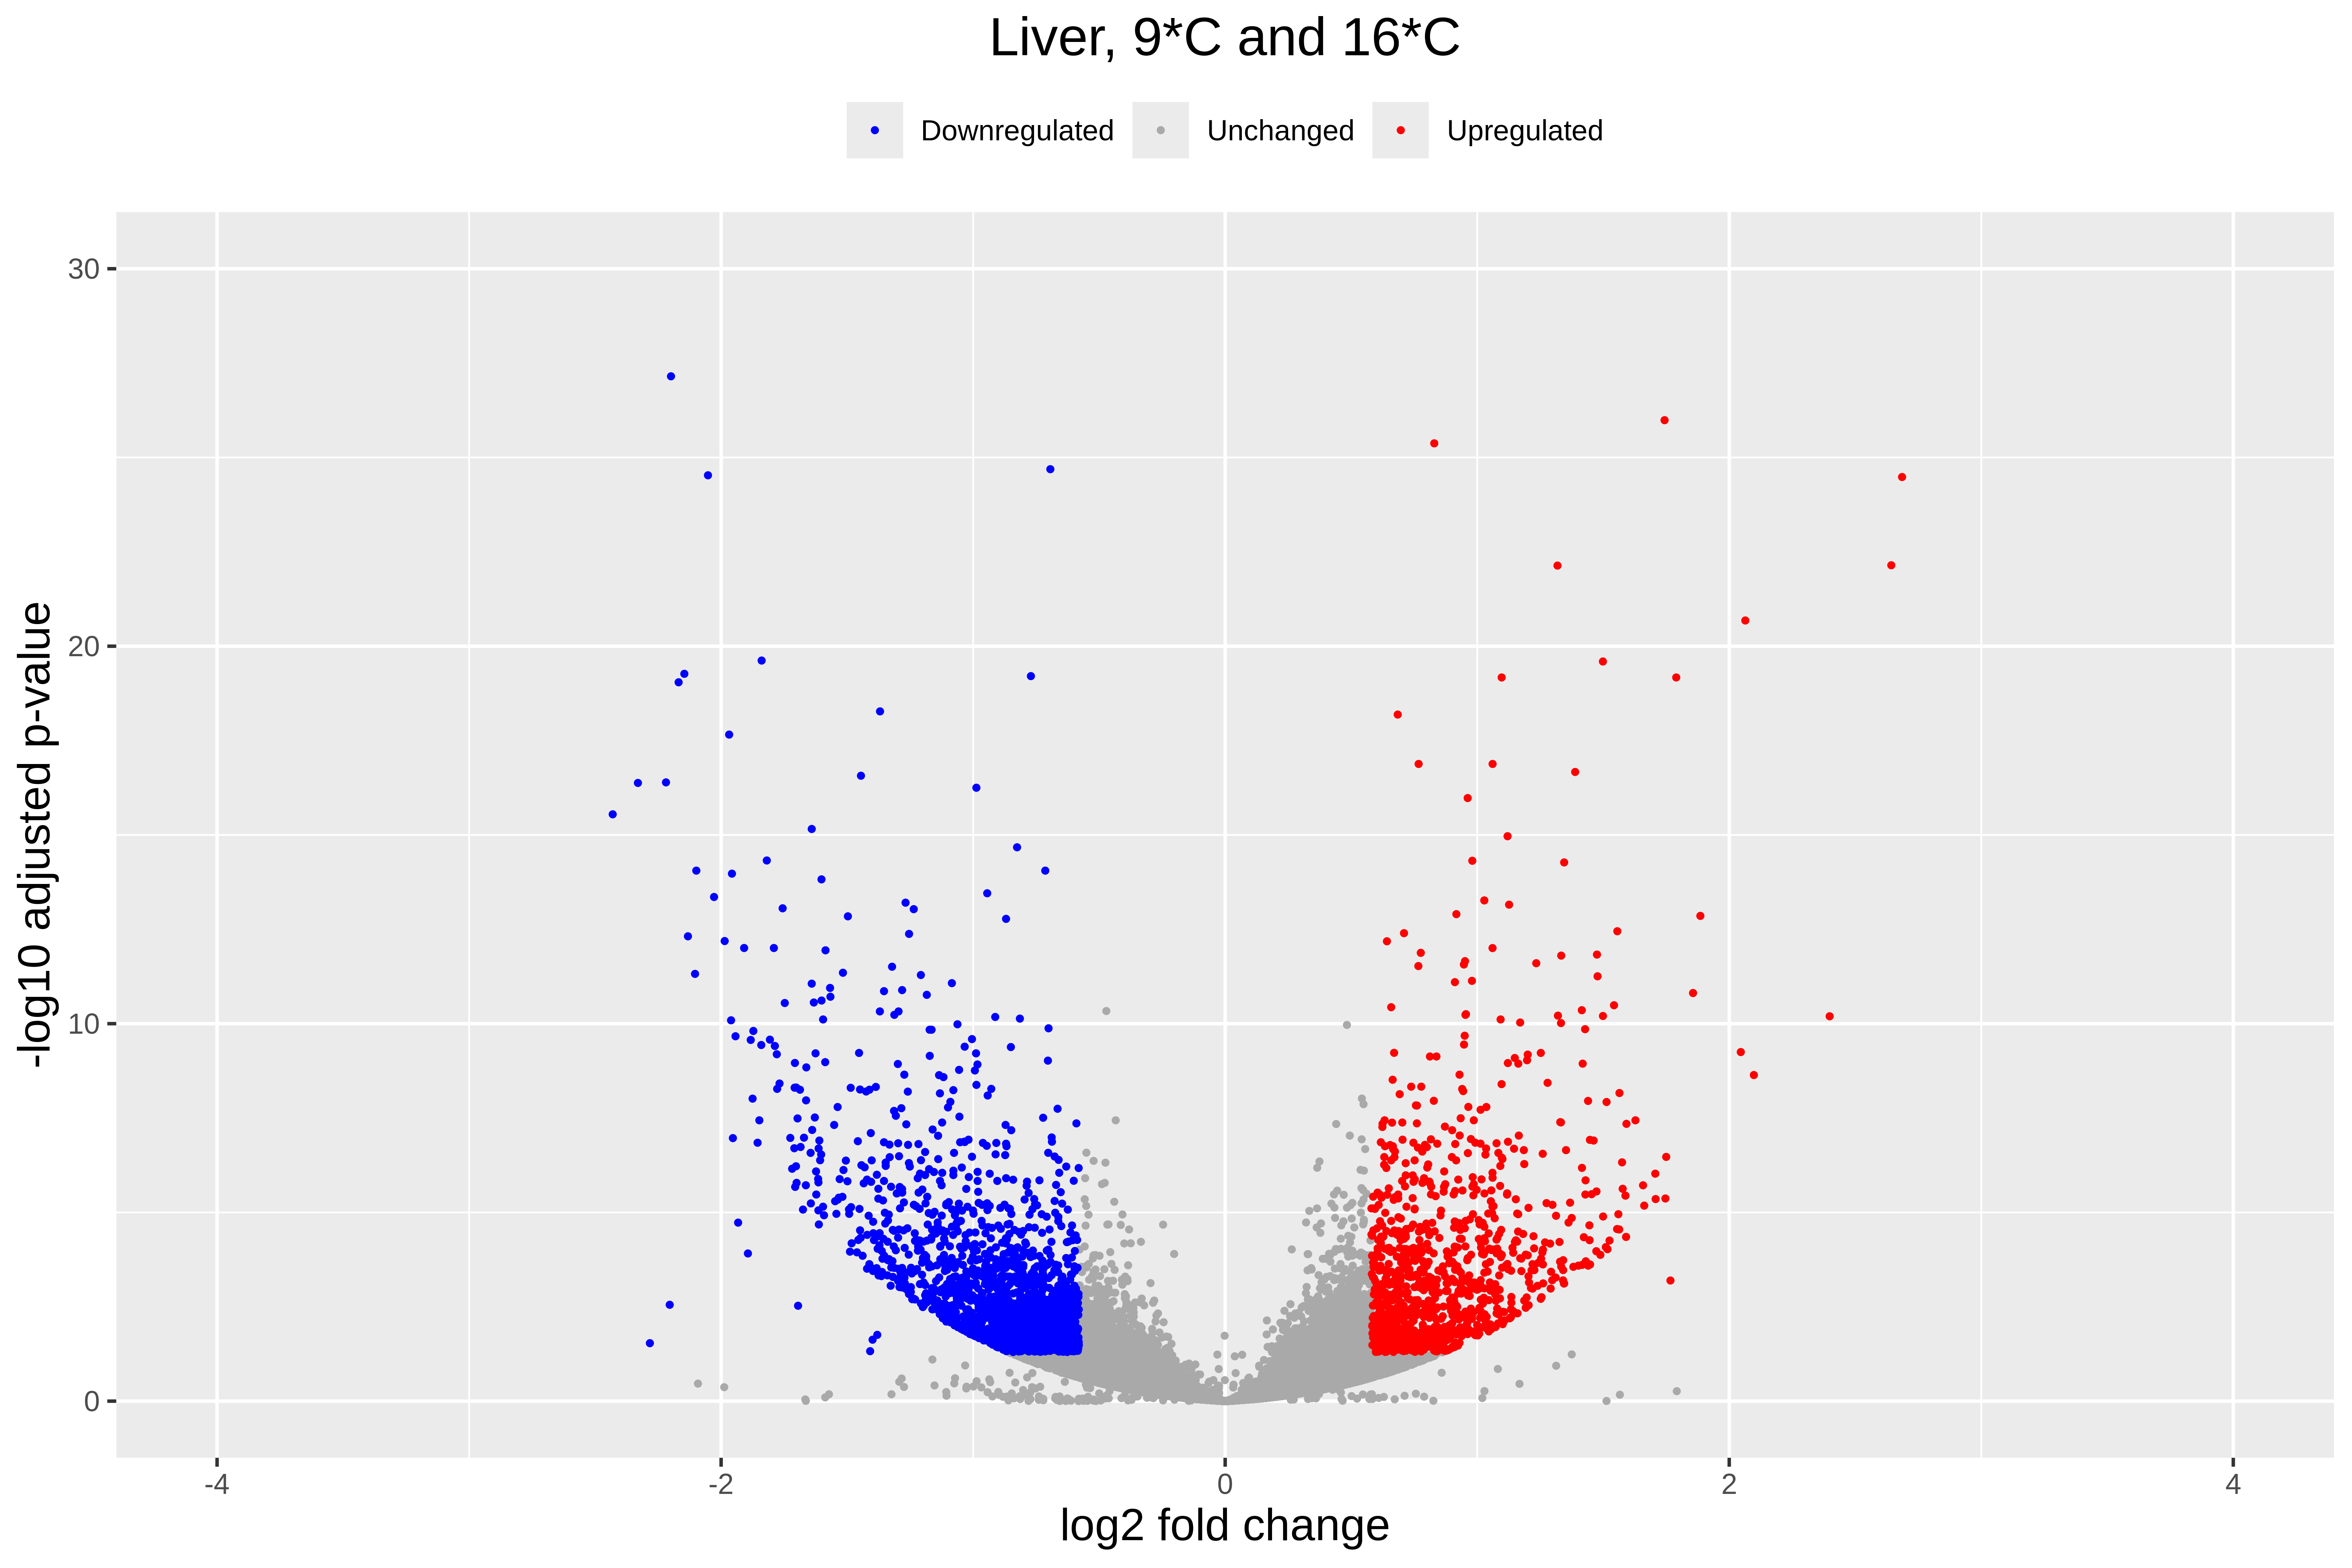 Liver, 9*C and 16*C
Downregulated
Unchanged
Upregulated
30
20
10
0
-log10 adjusted p-value
-4
-2
0
2
4
log2 fold change